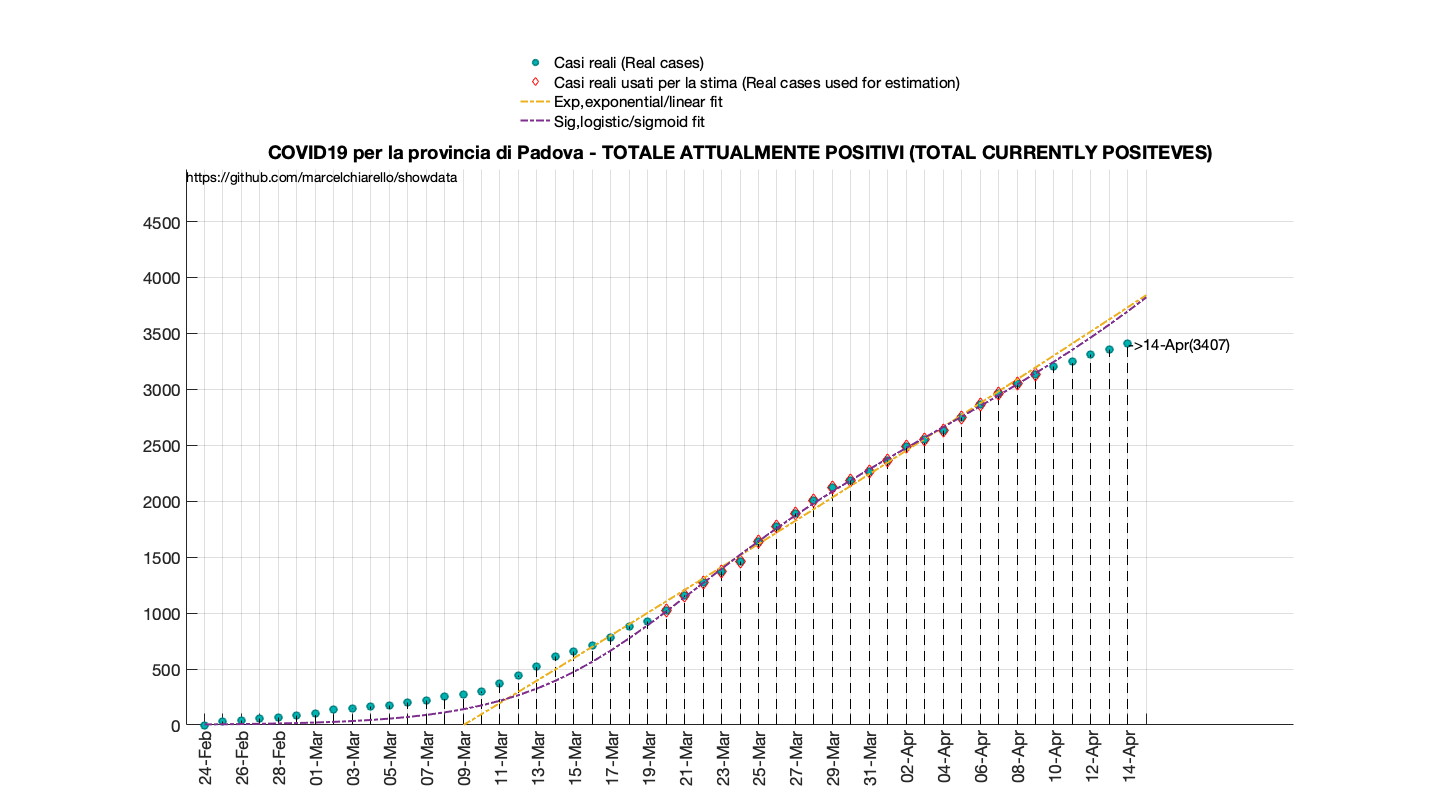 Casi reali (Real cases)
Casi reali usati per la stima (Real cases used for estimation)
Exp,exponential/linear fit
Sig,logistic/sigmoid fit
COVID19 per la provincia di Padova - TOTALE ATTUALMENTE POSITIVI (TOTAL CURRENTLY POSITEVES)
https://github.com/marcelchiarello/showdata
4500
4000
3500
->14-Apr(3407)
3000
2500
2000
1500
1000
500
0
24-Feb
26-Feb
28-Feb
01-Mar
03-Mar
05-Mar
07-Mar
09-Mar
11-Mar
13-Mar
15-Mar
17-Mar
19-Mar
21-Mar
23-Mar
25-Mar
27-Mar
29-Mar
31-Mar
02-Apr
04-Apr
06-Apr
08-Apr
10-Apr
12-Apr
14-Apr